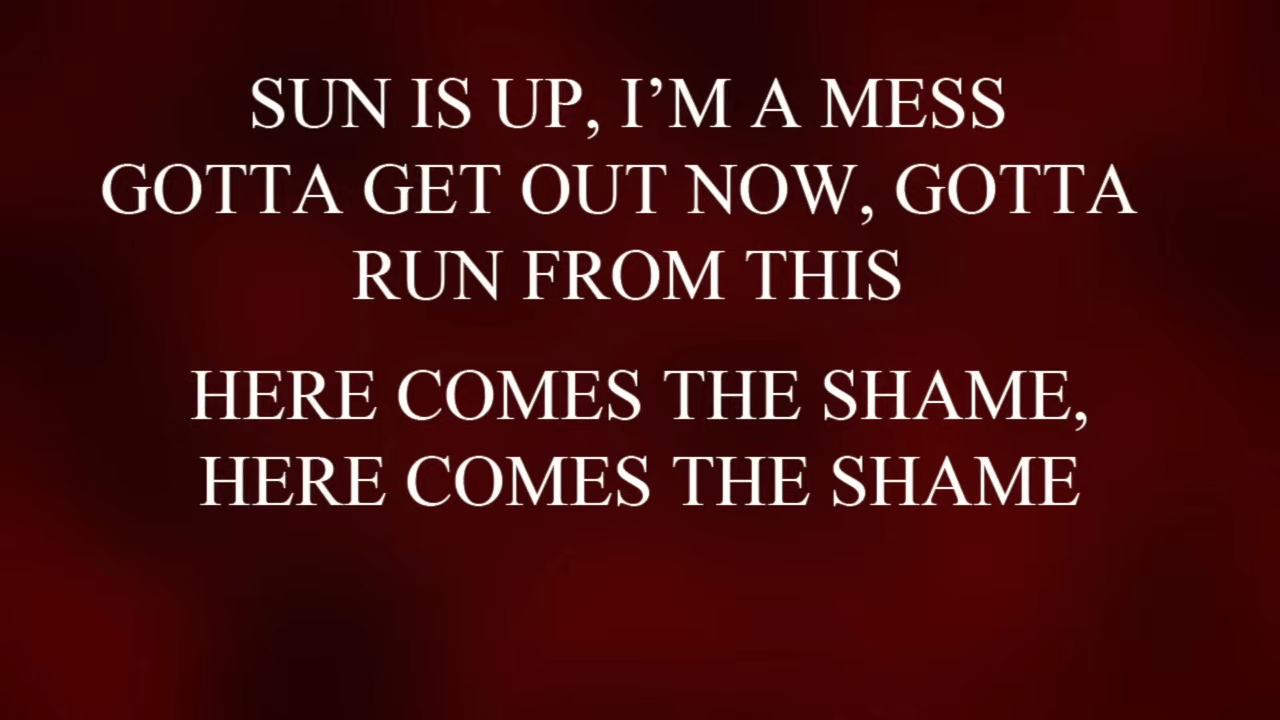 SUN IS UP, I’M A MESS
GOTTA GET OUT NOW, GOTTA
RUN FROM THIS
HERE COMES THE SHAME,
HERE COMES THE SHAME